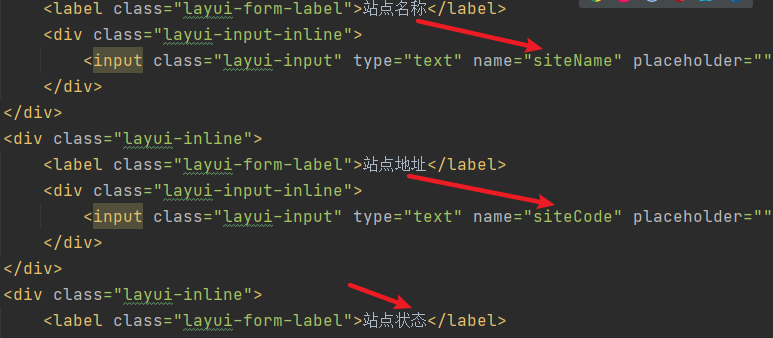 <label class="layui-form-label">站点名称</label>
<div class="layui-input-inline">
<input class="layui-input" type="text" name="siteName" placeholder=""
</div>
</div>
<div class="layui-inline">
<label class="layui-form-label">站点地址</label>
<div class="layui-input-inline">
<input class="layui-input" type="text" name="siteCode" placeholder=""
</div>
</div>
<div class="layui-inline">
<label class="layui-form-label">站点状态</label>